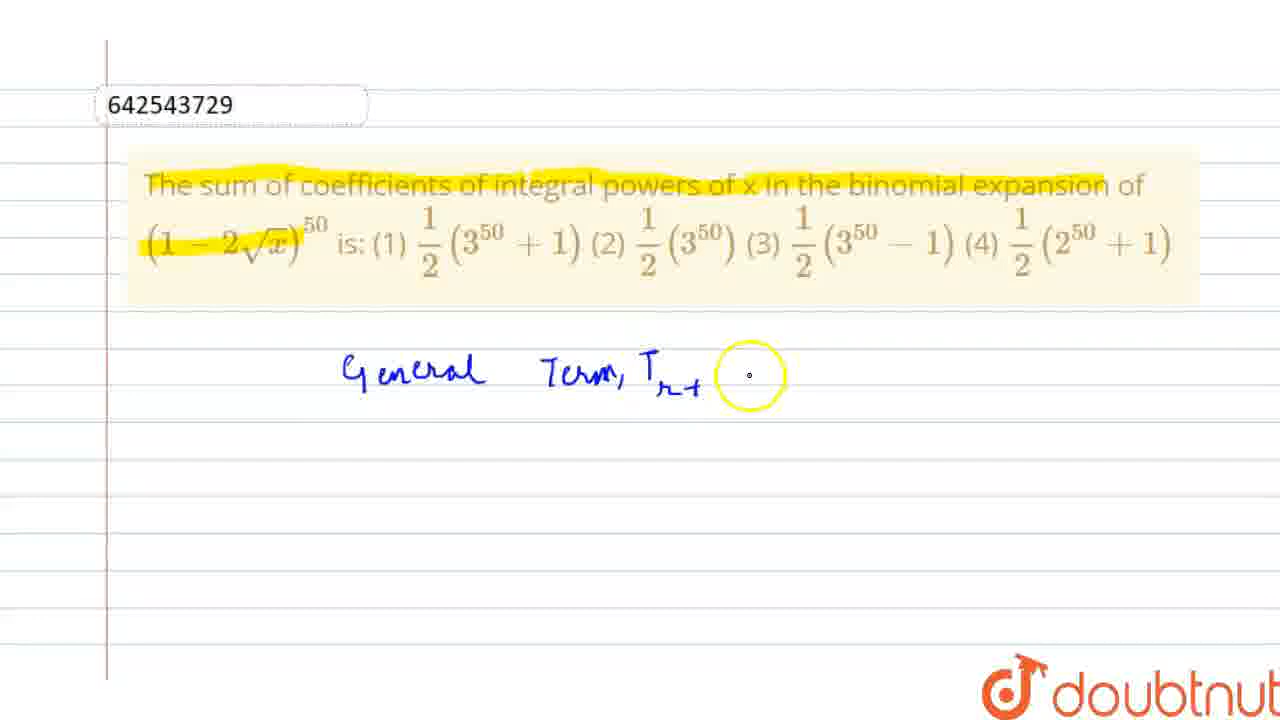 642543729
The sum of coefficients of integral powers of x in the binomial expansion of
(1 − 2√x)^50 is: (1) 1/2 (3^50 + 1) (2) 1/2 (3^50) (3) 1/2 (3^50 − 1) (4) 1/2 (2^50 + 1)
General Term, T_r+
doubtnut